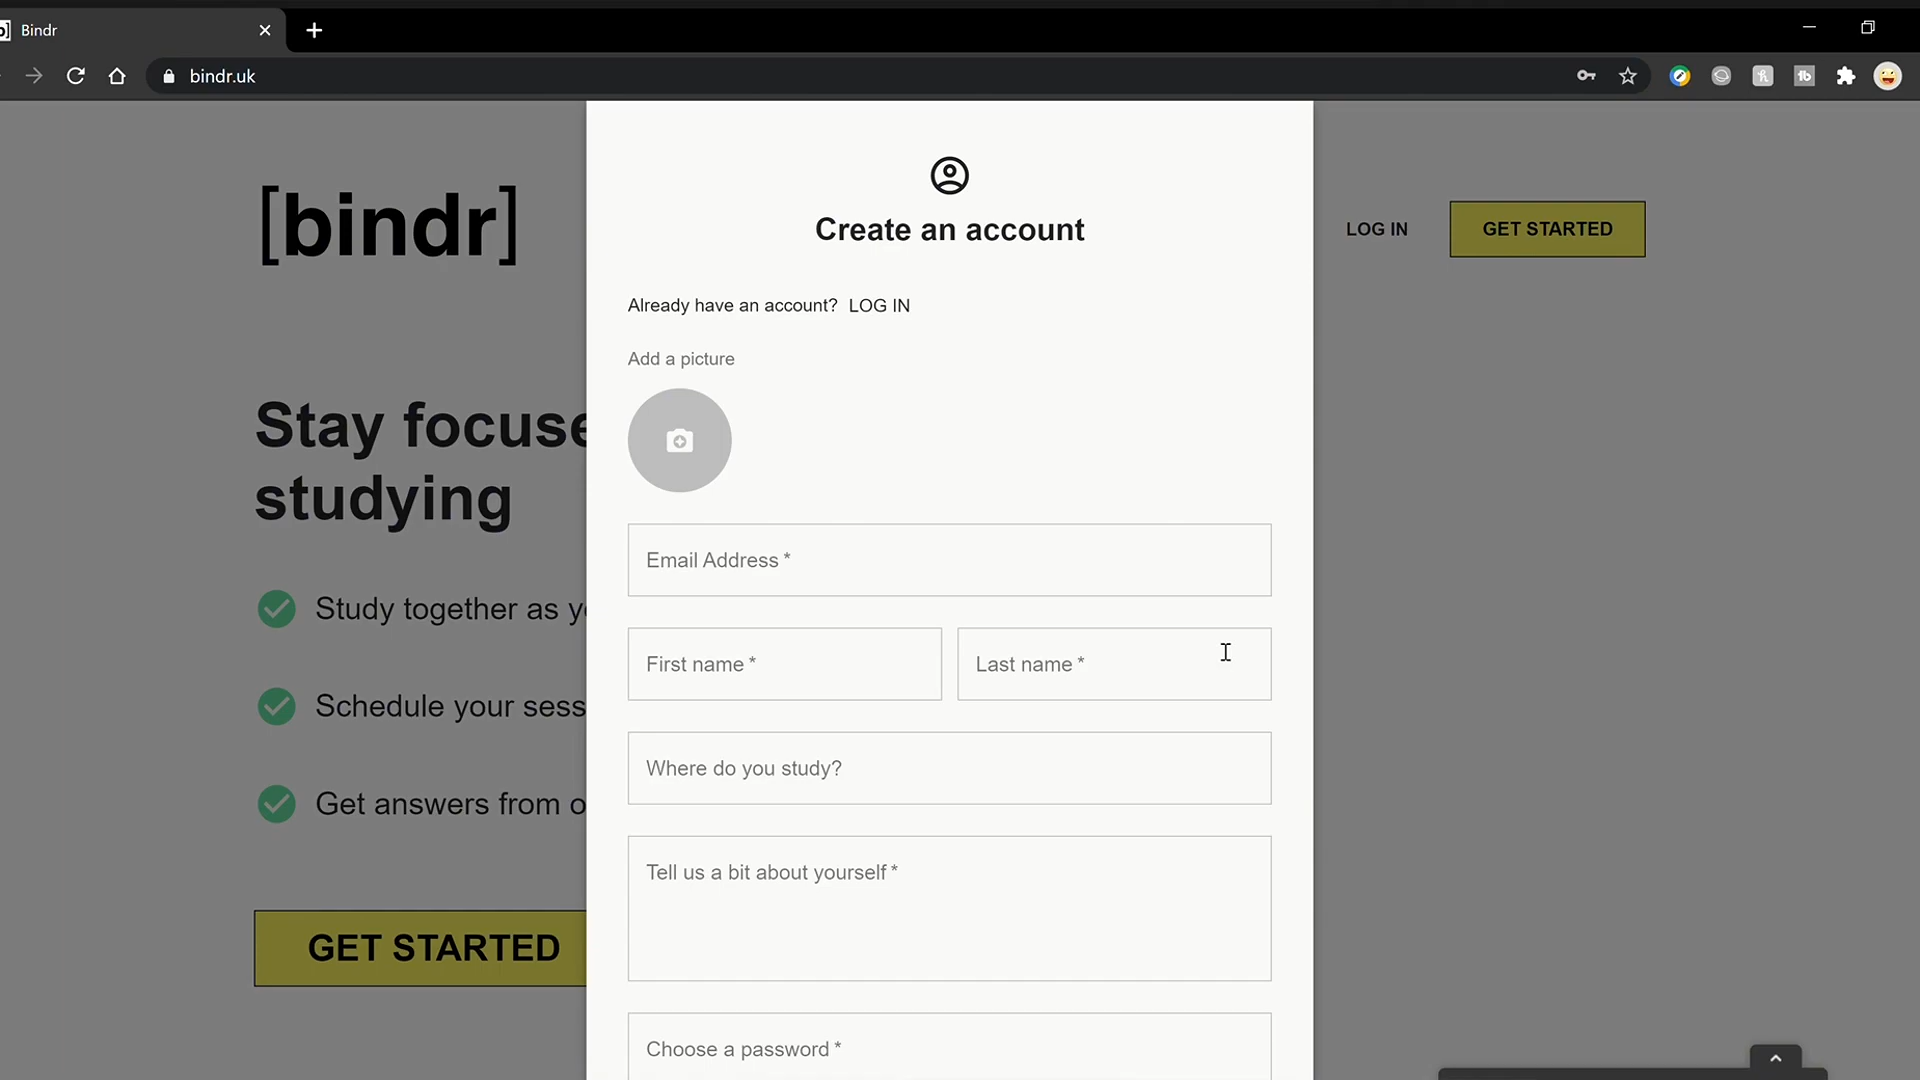 Bindr
bindr.uk
[bindr]
LOG IN
GET STARTED
Stay focuse
studying
Study together as y
Schedule your sess
Get answers from o
GET STARTED
Create an account
Already have an account? LOG IN
Add a picture
Email Address *
First name *
Last name *
Where do you study?
Tell us a bit about yourself *
Choose a password *